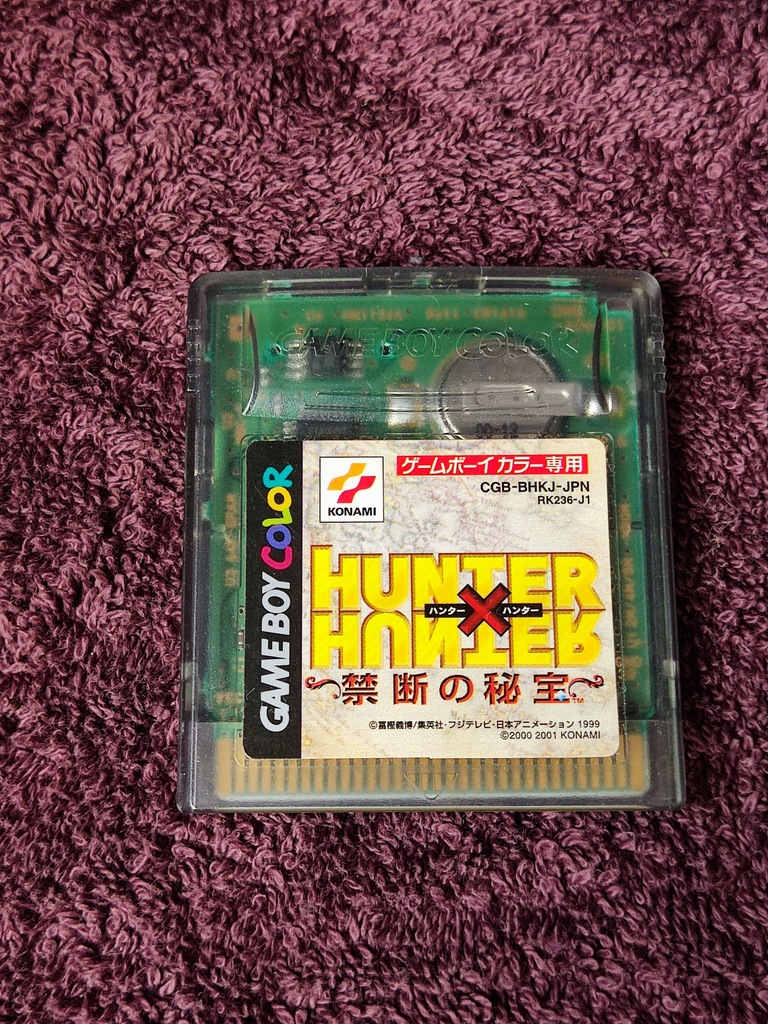 GAME BOY COLOR
GAME BOY COLOR
KONAMI
ゲームボーイカラー専用
CGB-BHKJ-JPN
RK236-J1
HUNTER
ハンター X ハンター
HUNTER
禁断の秘宝 TM
©冨樫義博/集英社・フジテレビ・日本アニメーション 1999
©2000 2001 KONAMI